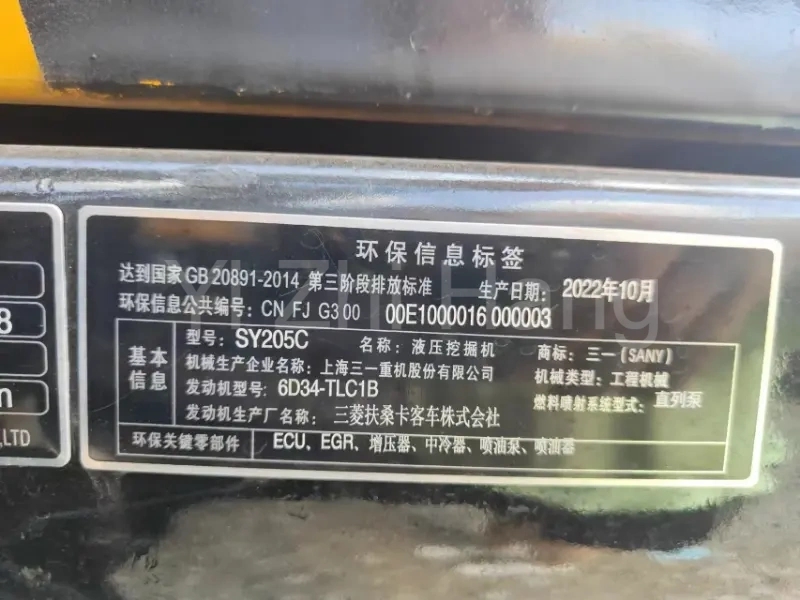 环保信息标签
达到国家GB 20891-2014 第三阶段排放标准 生产日期: 2022年10月
环保信息公共编号: CN FJ G3 00 00E1000016 000003
基本信息
型号: SY205C 名称: 液压挖掘机 商标: 三一(SANY)
机械生产企业名称: 上海三一重机股份有限公司 机械类型: 工程机械
发动机型号: 6D34-TLC1B 燃料喷射系统型式: 直列泵
发动机生产厂名称: 三菱扶桑卡客车株式会社
环保关键零部件 ECU、EGR、增压器、中冷器、喷油泵、喷油器
8
m
,LTD
Yi Zhi Hong